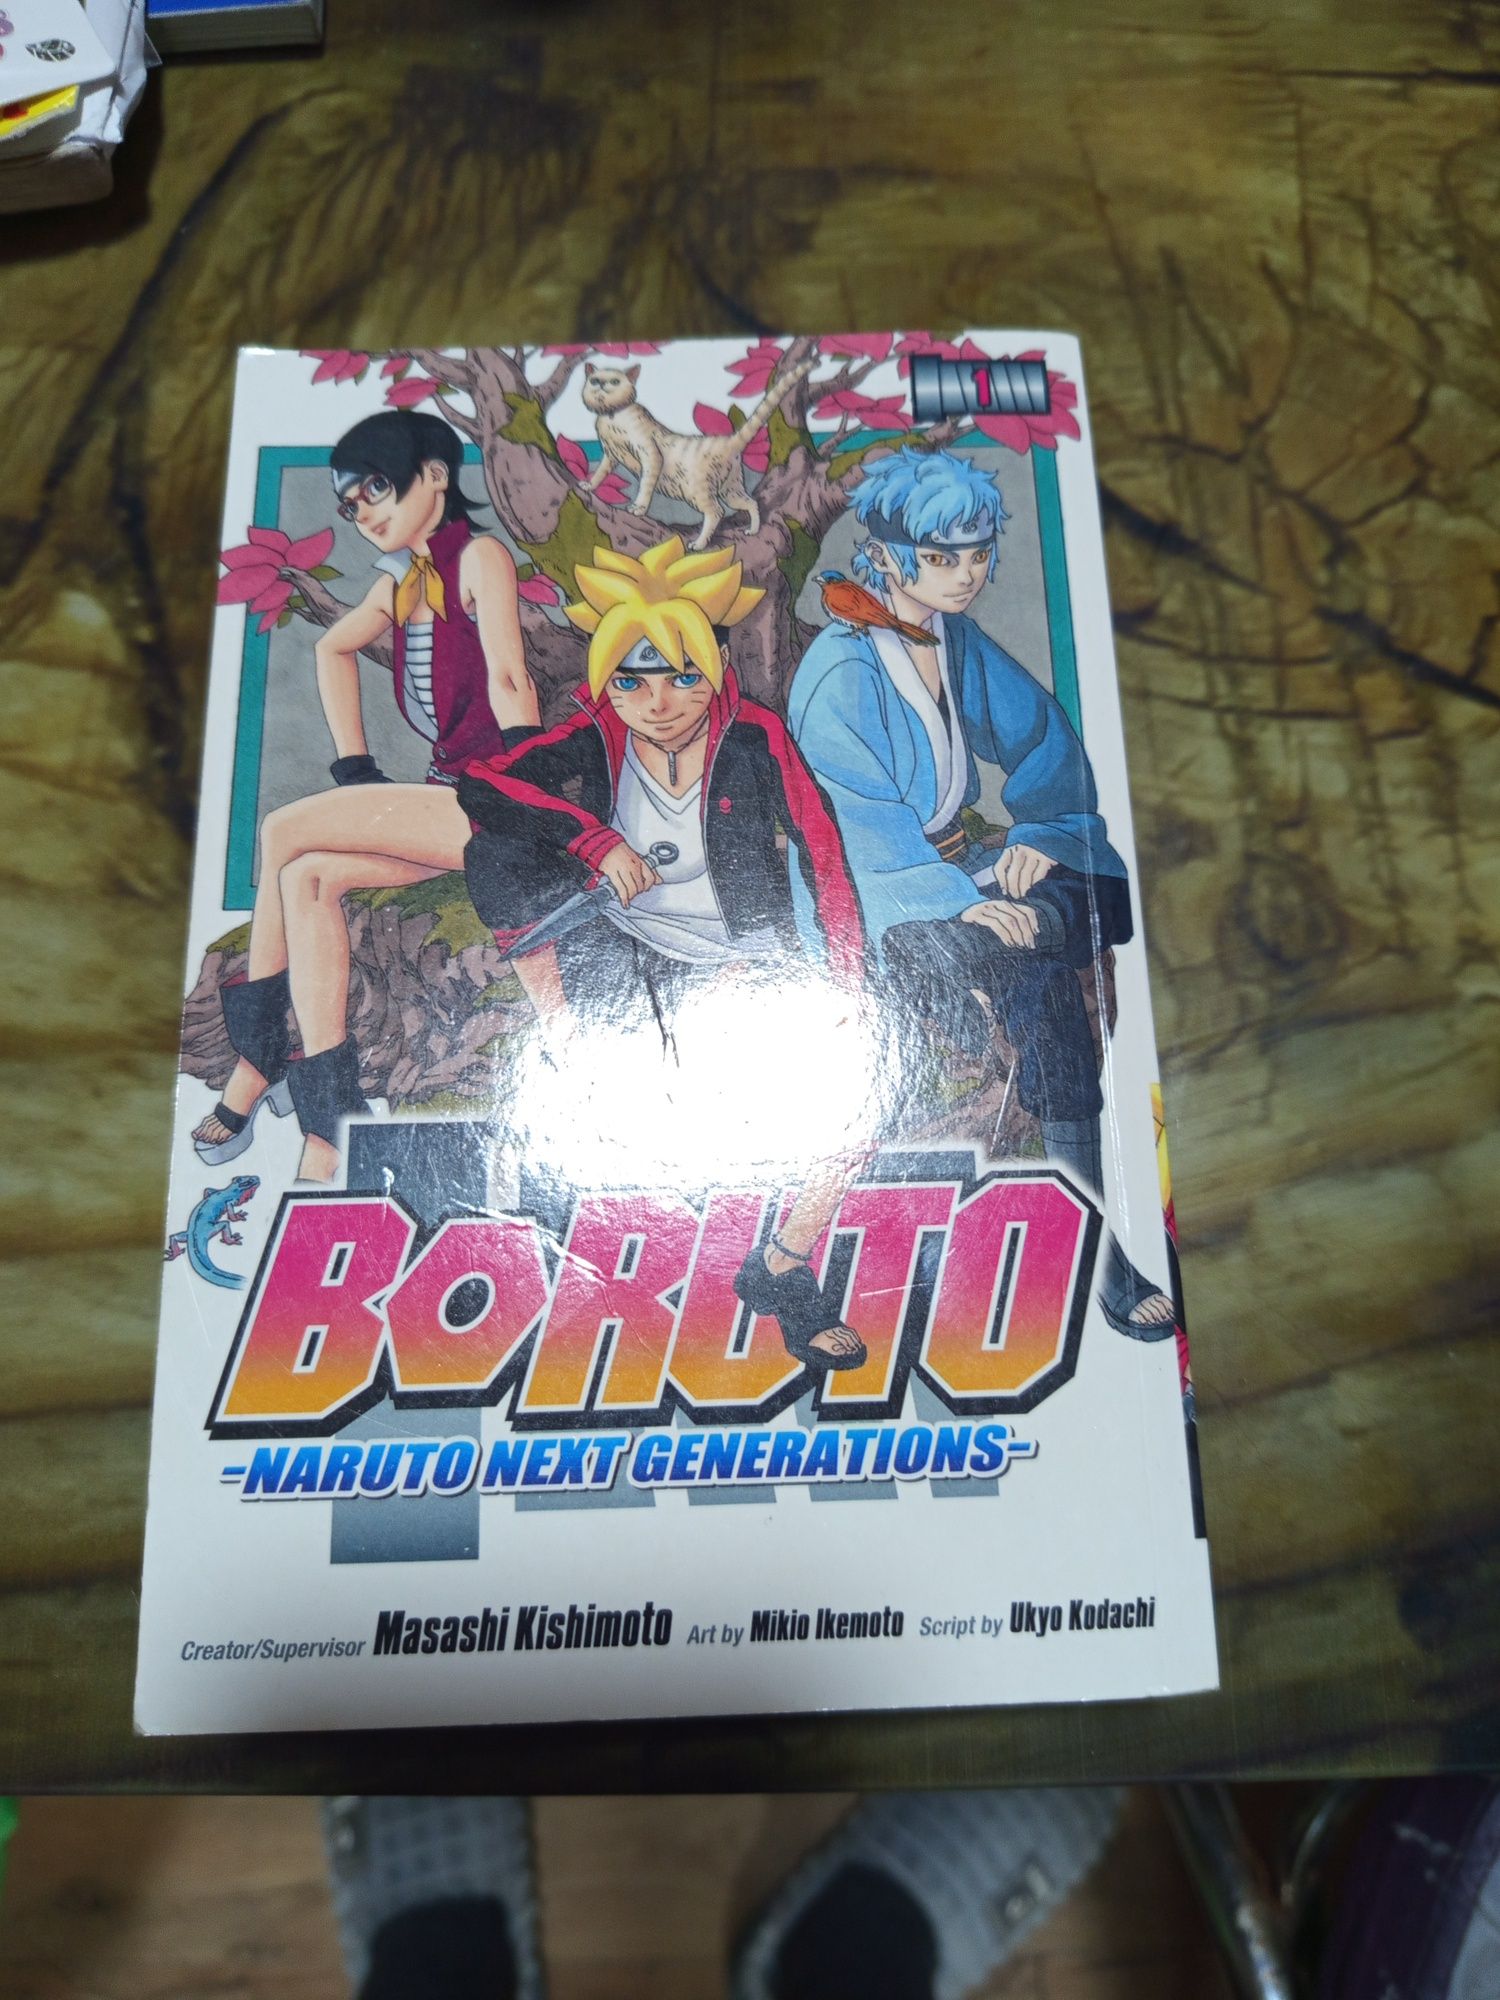 1
BORUTO
-NARUTO NEXT GENERATIONS-
Creator/Supervisor Masashi Kishimoto Art by Mikio Ikemoto Script by Ukyo Kodachi